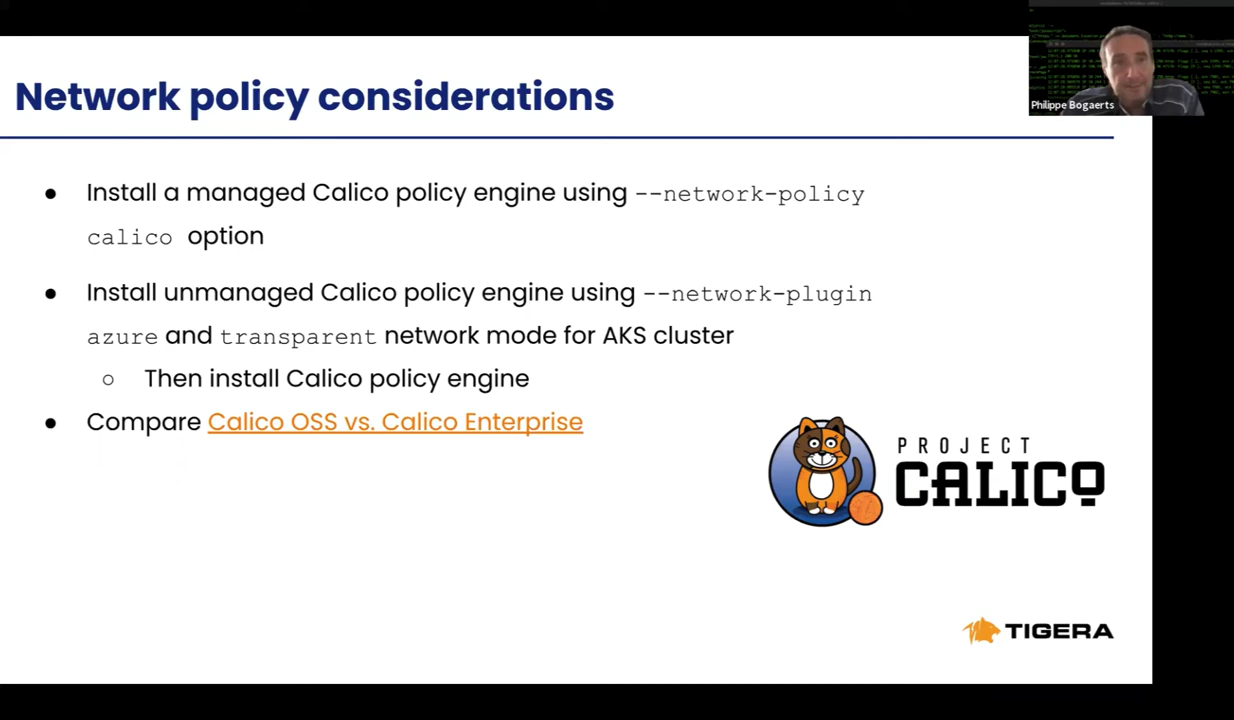 Network policy considerations
Philippe Bogaerts
● Install a managed Calico policy engine using --network-policy
calico option
● Install unmanaged Calico policy engine using --network-plugin
azure and transparent network mode for AKS cluster
○ Then install Calico policy engine
● Compare Calico OSS vs. Calico Enterprise
PROJECT
CALICO
TIGERA